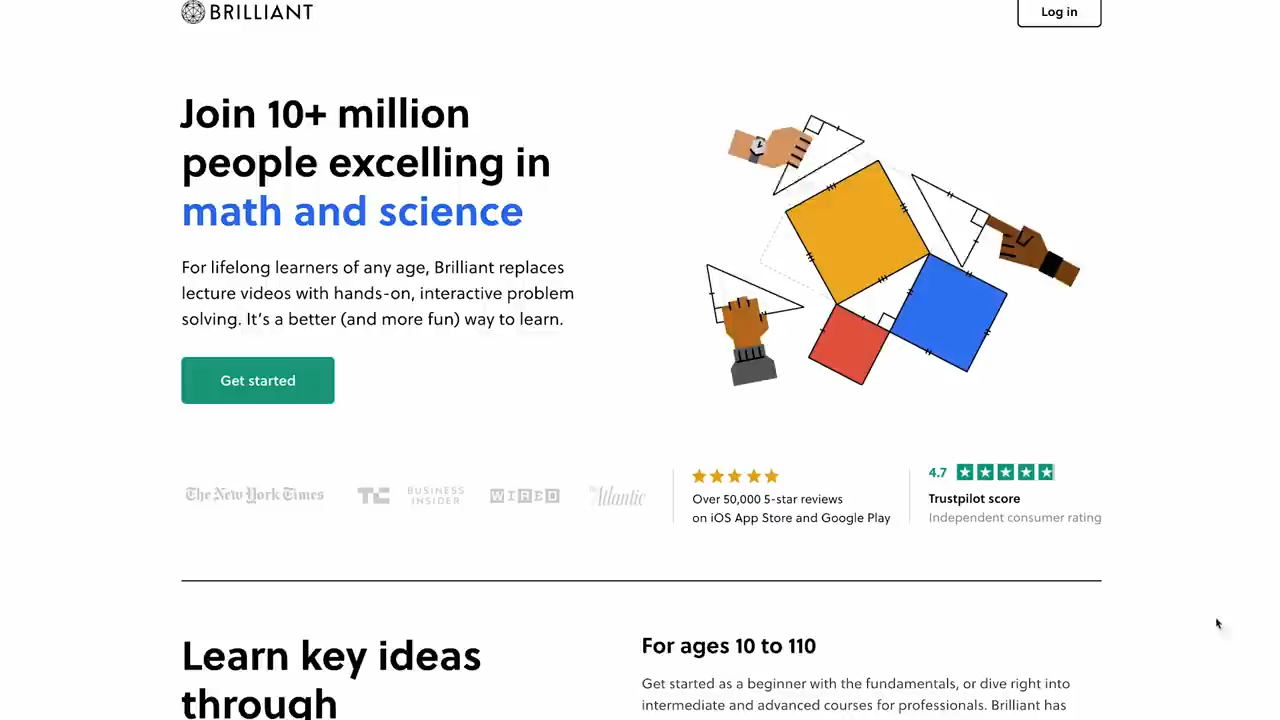 BRILLIANT
Log in
Join 10+ million
people excelling in
math and science
For lifelong learners of any age, Brilliant replaces
lecture videos with hands-on, interactive problem
solving. It's a better (and more fun) way to learn.
Get started
The New York Times
TC
BUSINESS
INSIDER
WIRED
The Atlantic
Over 50,000 5-star reviews
on iOS App Store and Google Play
4.7
Trustpilot score
Independent consumer rating
Learn key ideas
through
For ages 10 to 110
Get started as a beginner with the fundamentals, or dive right into
intermediate and advanced courses for professionals. Brilliant has